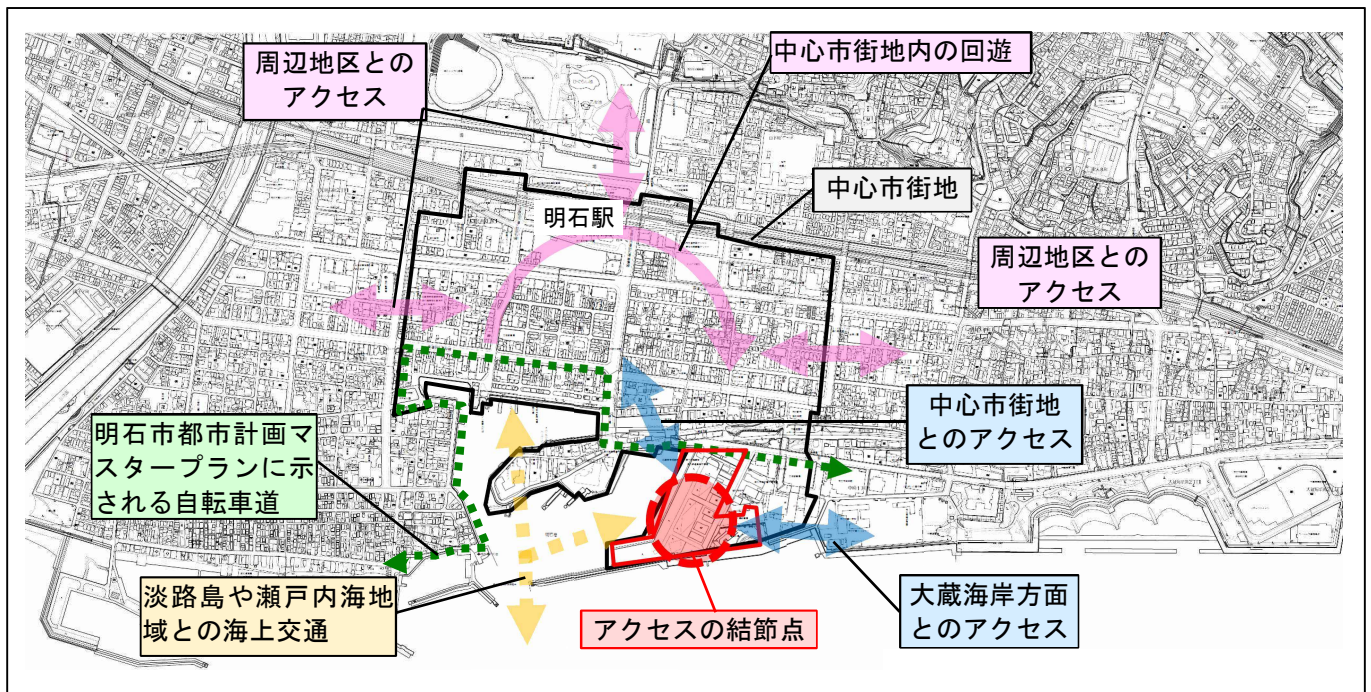 周辺地区との
アクセス
中心市街地内の回遊
中心市街地
明石駅
周辺地区との
アクセス
中心市街地
とのアクセス
明石市都市計画マ
スタープランに示
される自転車道
淡路島や瀬戸内海地
域との海上交通
アクセスの結節点
大蔵海岸方面
とのアクセス